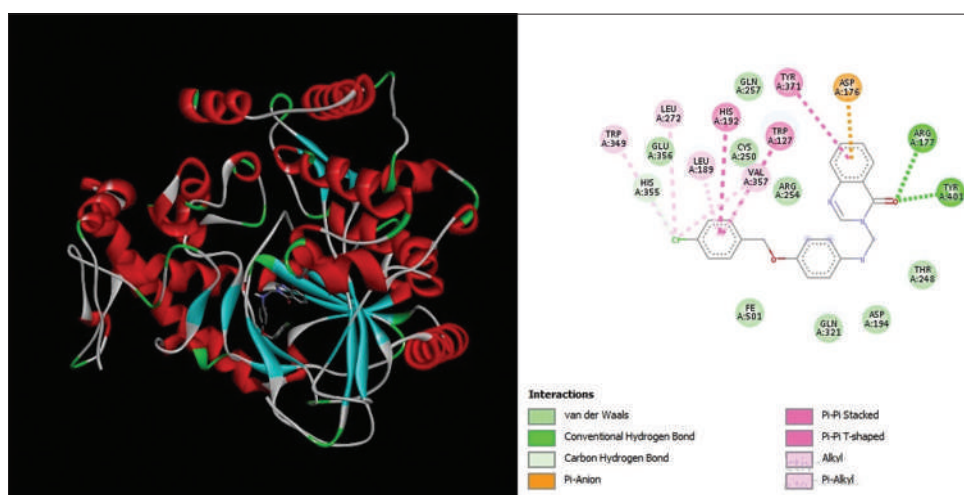 GLN
A:257
TYR
A:371
ASP
A:176
LEU
A:272
HIS
A:192
TRP
A:127
ARG
A:177
TRP
A:349
GLU
A:356
CYS
A:250
LEU
A:189
VAL
A:357
TYR
A:401
HIS
A:355
ARG
A:254
THR
A:248
FE
A:501
GLN
A:321
ASP
A:194
Interactions
van der Waals
Conventional Hydrogen Bond
Carbon Hydrogen Bond
Pi-Anion
Pi-Pi Stacked
Pi-Pi T-shaped
Alkyl
Pi-Alkyl